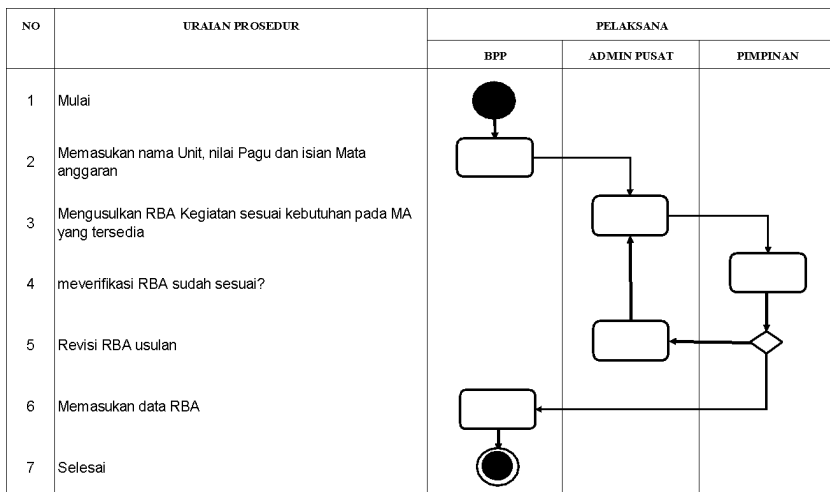 NO URAIAN PROSEDUR PELAKSANA
BPP ADMIN PUSAT PIMPINAN
1 Mulai
2 Memasukan nama Unit, nilai Pagu dan isian Mata
anggaran
3 Mengusulkan RBA Kegiatan sesuai kebutuhan pada MA
yang tersedia
4 meverifikasi RBA sudah sesuai?
5 Revisi RBA usulan
6 Memasukan data RBA
7 Selesai